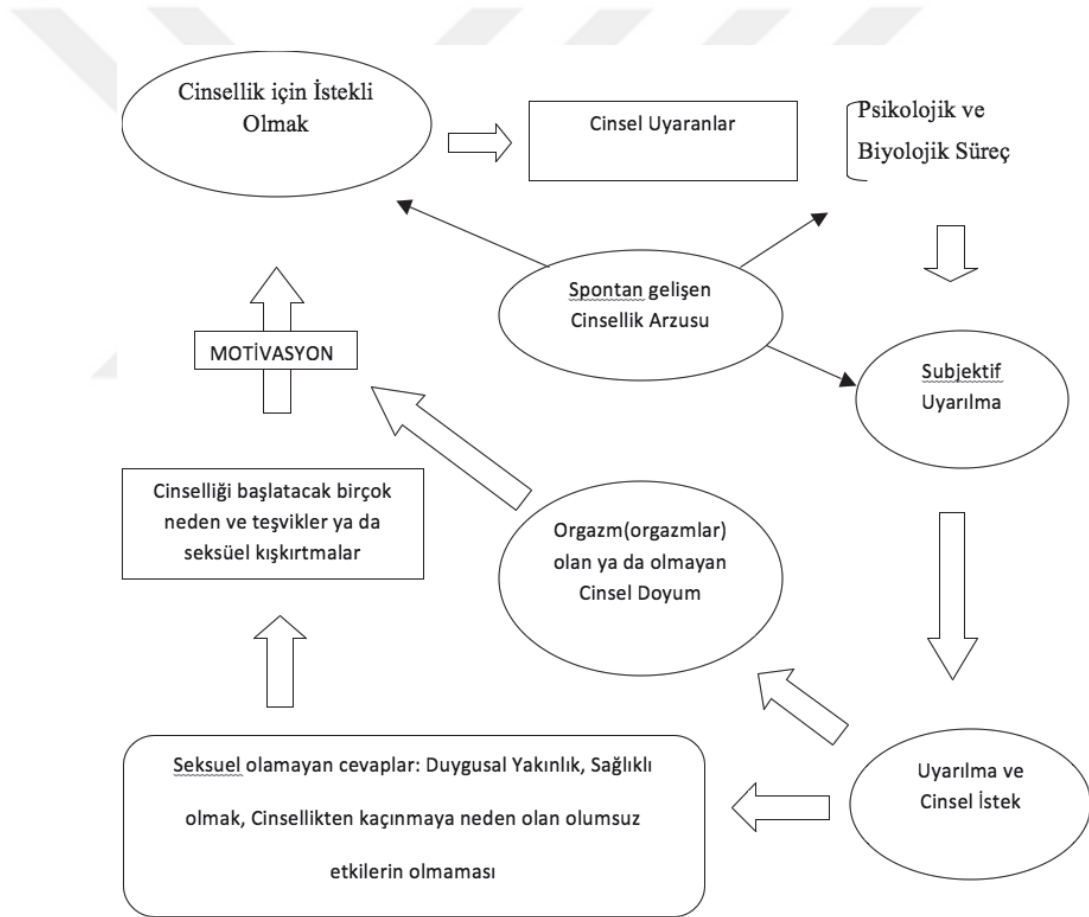 Cinsellik için İstekli
Olmak
Cinsel Uyaranlar
Psikolojik ve
Biyolojik Süreç
Spontan gelişen
Cinsellik Arzusu
Subjektif
Uyarılma
MOTİVASYON
Cinselliği başlatacak birçok
neden ve teşvikler ya da
seksüel kışkırtmalar
Orgazm(orgazmlar)
olan ya da olmayan
Cinsel Doyum
Seksuel olamayan cevaplar: Duygusal Yakınlık, Sağlıklı
olmak, Cinsellikten kaçınmaya neden olan olumsuz
etkilerin olmaması
Uyarılma ve
Cinsel İstek